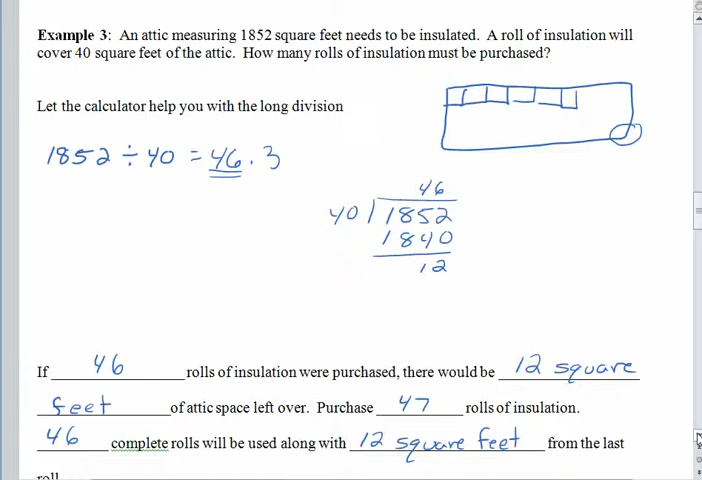 Example 3: An attic measuring 1852 square feet needs to be insulated. A roll of insulation will
cover 40 square feet of the attic. How many rolls of insulation must be purchased?
Let the calculator help you with the long division
1852 ÷ 40 = 46.3
46
40 ) 1852
1840
12
If 46 rolls of insulation were purchased, there would be 12 square
feet of attic space left over. Purchase 47 rolls of insulation.
46 complete rolls will be used along with 12 square feet from the last
roll